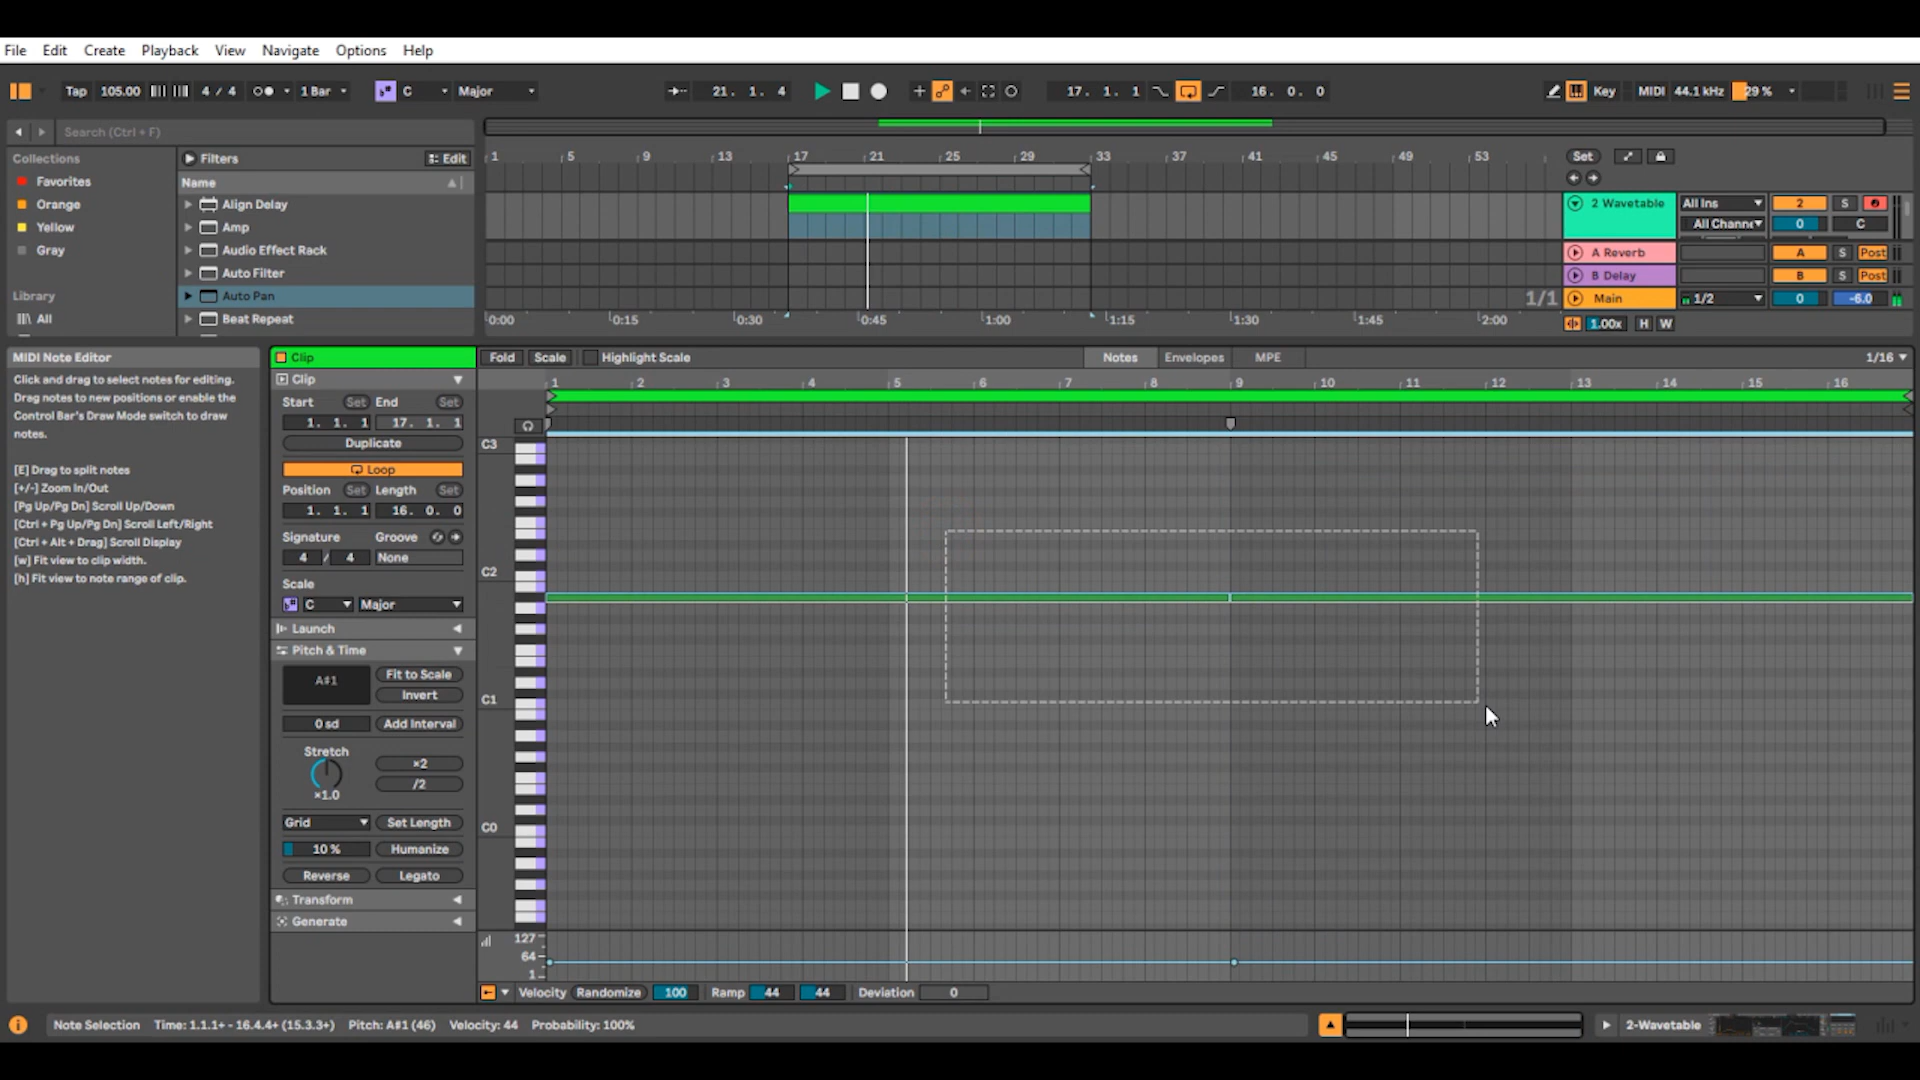 File Edit Create Playback View Navigate Options Help
Tap 105.00 4 / 4 1 Bar C Major 21. 1. 4 17. 1. 1 16. 0. 0 Key MIDI 44.1 kHz 29 %
Search (Ctrl + F)
Collections
Favorites
Orange
Yellow
Gray
Library
All
Filters Edit
Name
Align Delay
Amp
Audio Effect Rack
Auto Filter
Auto Pan
Beat Repeat
1 5 9 13 17 21 25 29 33 37 41 45 49 53
Set
2 Wavetable All Ins 2 S
All Channe 0 C
A Reverb A S Post
B Delay B S Post
1/1 Main 1/2 0 -6.0
0:00 0:15 0:30 0:45 1:00 1:15 1:30 1:45 2:00
1.00x H W
MIDI Note Editor
Click and drag to select notes for editing.
Drag notes to new positions or enable the
Control Bar's Draw Mode switch to draw
notes.
[E] Drag to split notes
[+/-] Zoom In/Out
[Pg Up/Pg Dn] Scroll Up/Down
[Ctrl + Pg Up/Pg Dn] Scroll Left/Right
[Ctrl + Alt + Drag] Scroll Display
[w] Fit view to clip width.
[h] Fit view to note range of clip.
Clip
Clip
Start Set End Set
1. 1. 1 17. 1. 1
Duplicate
Loop
Position Set Length Set
1. 1. 1 16. 0. 0
Signature Groove
4 / 4 None
Scale
C Major
Launch
Pitch & Time
A#1 Fit to Scale
Invert
0 sd Add Interval
Stretch
×2
/2
×1.0
Grid Set Length
10 % Humanize
Reverse Legato
Transform
Generate
Fold Scale Highlight Scale Notes Envelopes MPE 1/16
1 2 3 4 5 6 7 8 9 10 11 12 13 14 15 16
C3
C2
C1
C0
127
64
1
Velocity Randomize 100 Ramp 44 44 Deviation 0
Note Selection Time: 1.1.1+ - 16.4.4+ (15.3.3+) Pitch: A#1 (46) Velocity: 44 Probability: 100%
2-Wavetable